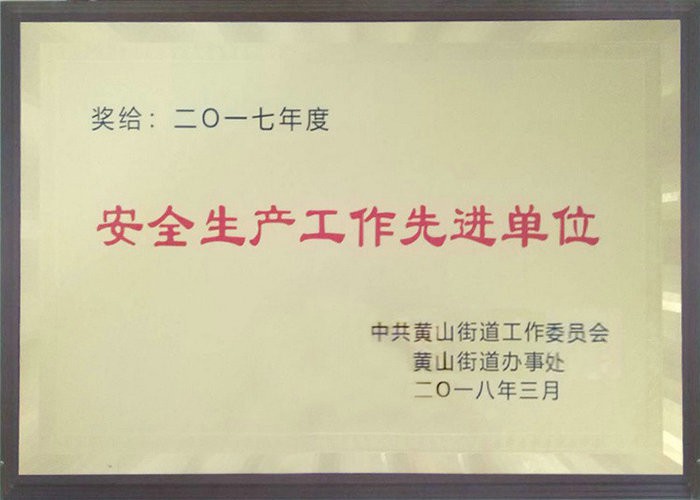 奖给：二〇一七年度
安全生产工作先进单位
中共黄山街道工作委员会
黄山街道办事处
二〇一八年三月